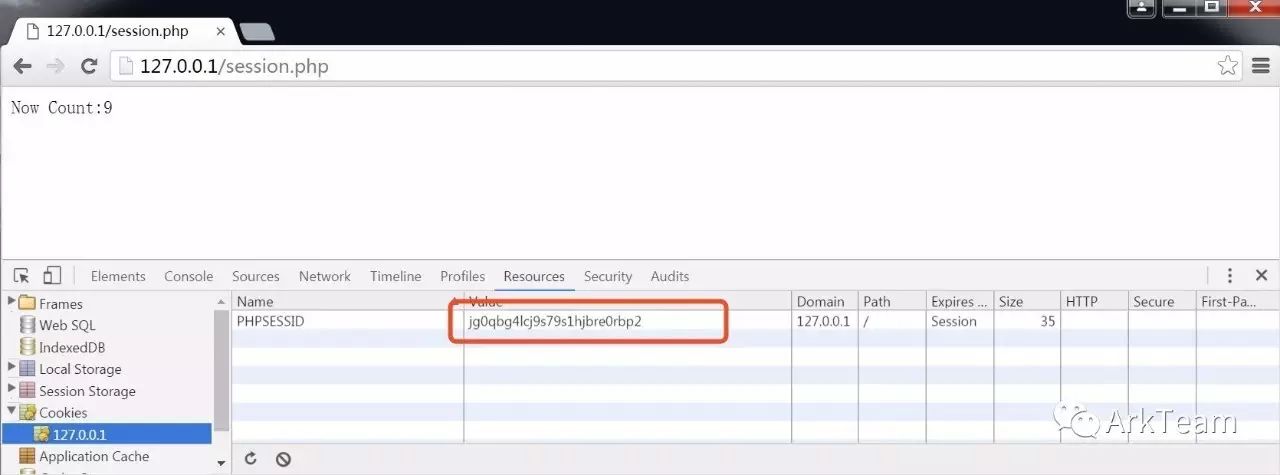 127.0.0.1/session.php
127.0.0.1/session.php
Now Count:9
Elements Console Sources Network Timeline Profiles Resources Security Audits
Frames
Web SQL
IndexedDB
Local Storage
Session Storage
Cookies
127.0.0.1
Application Cache
Name Value Domain Path Expires ... Size HTTP Secure First-Pa...
PHPSESSID jg0qbg4lcj9s79s1hjbre0rbp2 127.0.0.1 / Session 35
ArkTeam